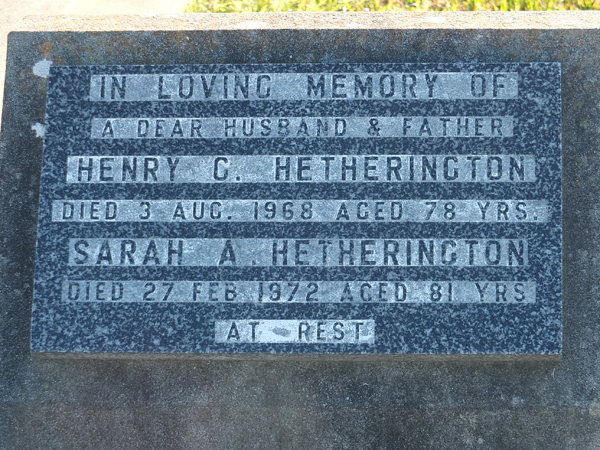 IN LOVING MEMORY OF
A DEAR HUSBAND & FATHER
HENRY G. HETHERINGTON
DIED 3 AUG. 1968 AGED 78 YRS.
SARAH A. HETHERINGTON
DIED 27 FEB. 1972 AGED 81 YRS
AT REST